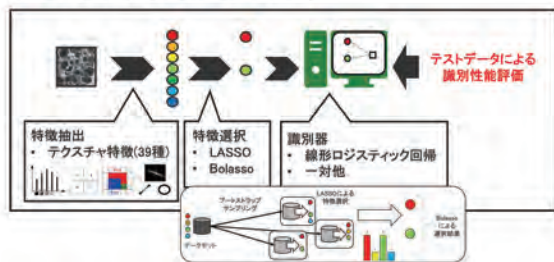 テストデータによる
識別性能評価
特徴抽出
・ テクスチャ特徴(39種)
特徴選択
・ LASSO
・ Bolasso
識別器
・ 線形ロジスティック回帰
・ 一対他
ブートストラップ
サンプリング
LASSOによる
特徴選択
データセット
Bolasso
による
選択結果